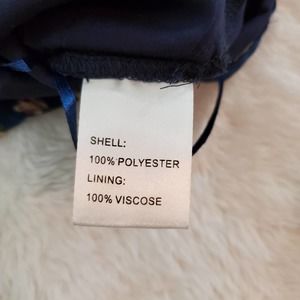 SHELL:
100% POLYESTER
LINING:
100% VISCOSE